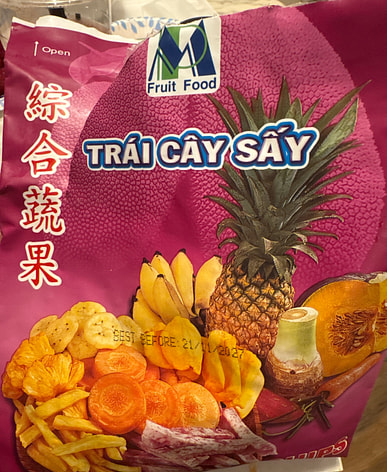 Open
Fruit Food
TRÁI CÂY SẤY
綜合蔬果
BEST BEFORE: 21/11/2027